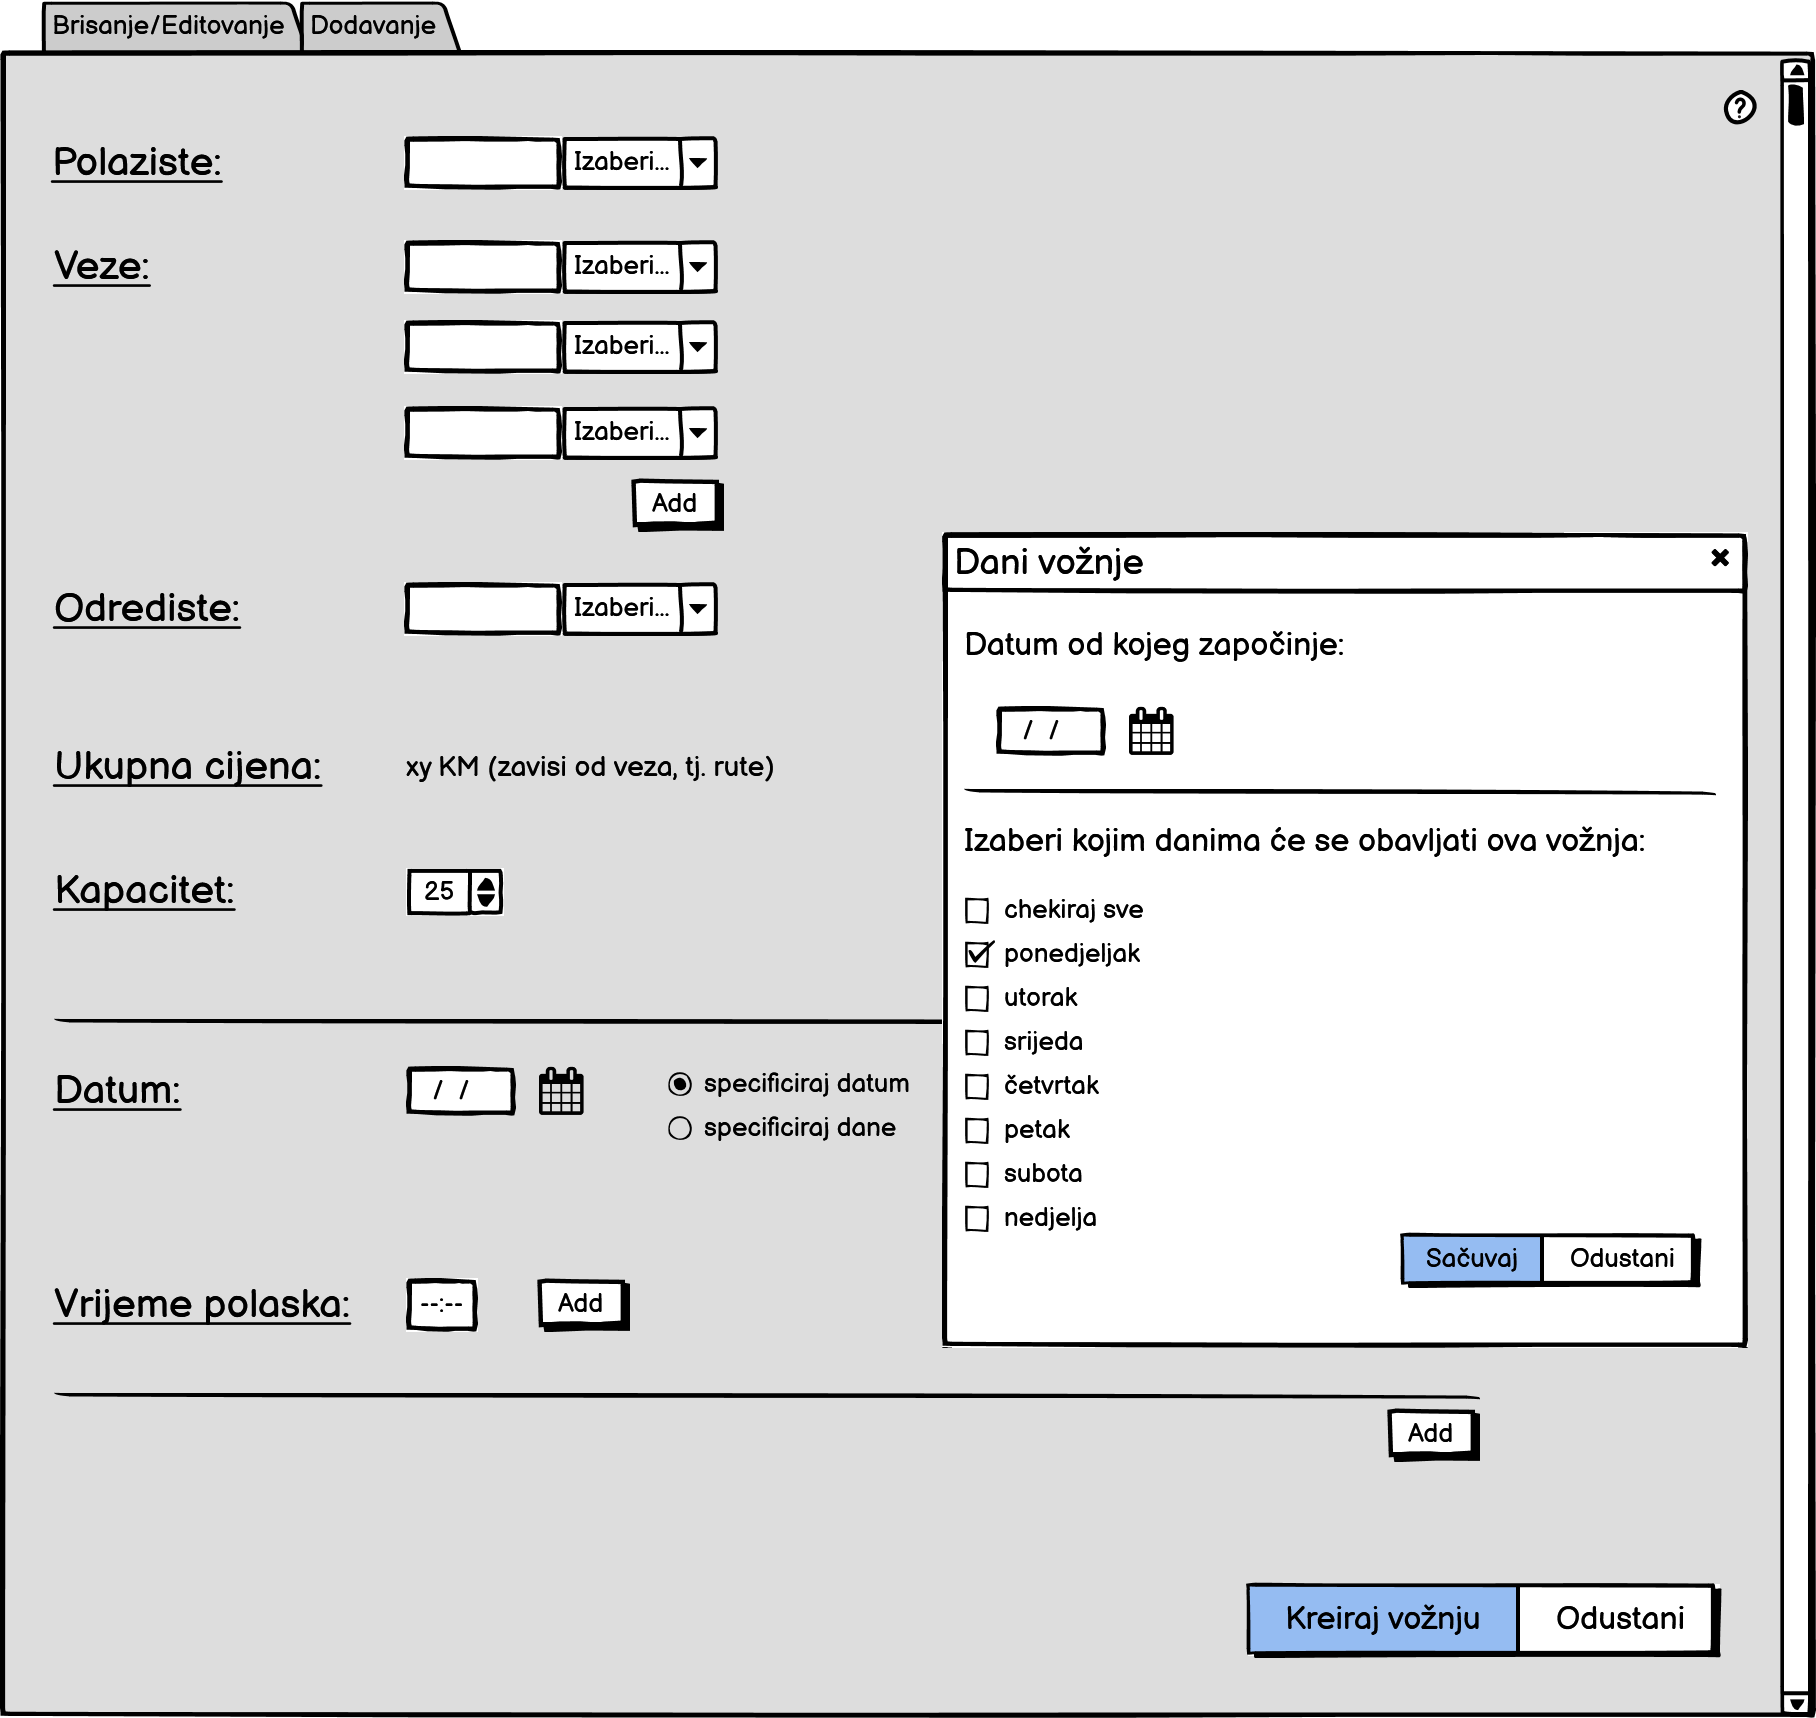 Brisanje/Editovanje Dodavanje
?
Polaziste: Izaberi...
Veze: Izaberi...
Izaberi...
Izaberi...
Add
Odrediste: Izaberi...
Ukupna cijena: xy KM (zavisi od veza, tj. rute)
Kapacitet: 25
Datum: / / specificiraj datum
specificiraj dane
Vrijeme polaska: --:-- Add
Dani vožnje
Datum od kojeg započinje:
/ /
Izaberi kojim danima će se obavljati ova vožnja:
chekiraj sve
ponedjeljak
utorak
srijeda
četvrtak
petak
subota
nedjelja
Sačuvaj Odustani
Add
Kreiraj vožnju Odustani